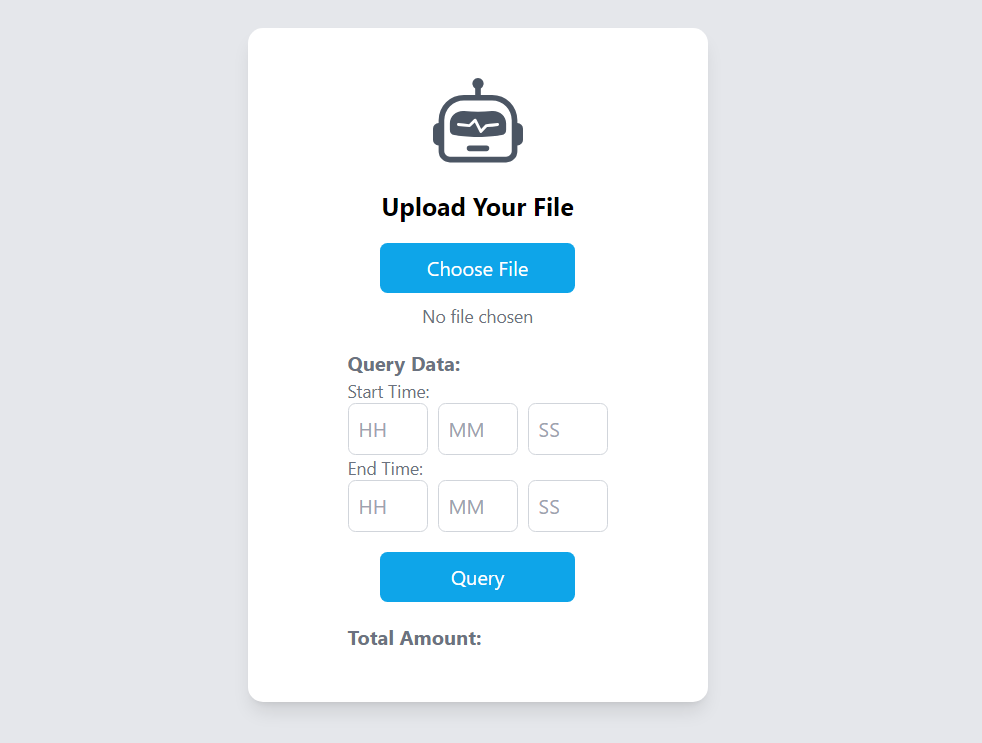 Upload Your File
Choose File
No file chosen
Query Data:
Start Time:
HH MM SS
End Time:
HH MM SS
Query
Total Amount: